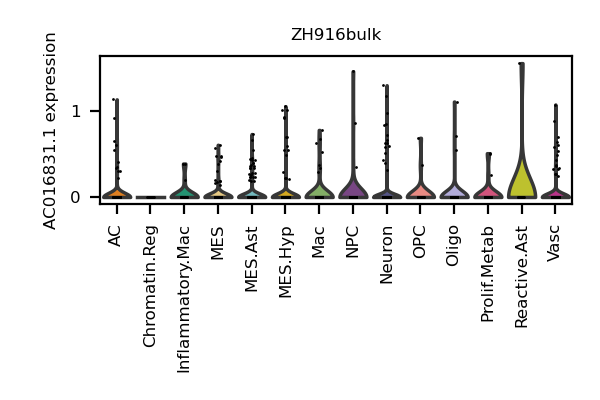 ZH916bulk
AC016831.1 expression
1
0
AC
Chromatin.Reg
Inflammatory.Mac
MES
MES.Ast
MES.Hyp
Mac
NPC
Neuron
OPC
Oligo
Prolif.Metab
Reactive.Ast
Vasc